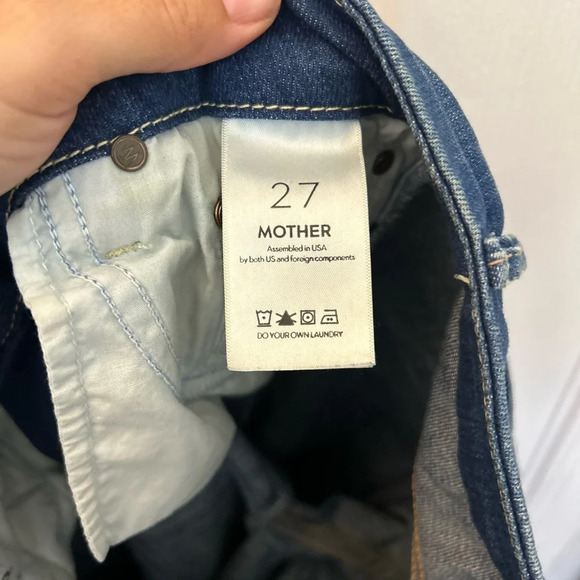 27
MOTHER
Assembled in USA
by both US and foreign components
DO YOUR OWN LAUNDRY